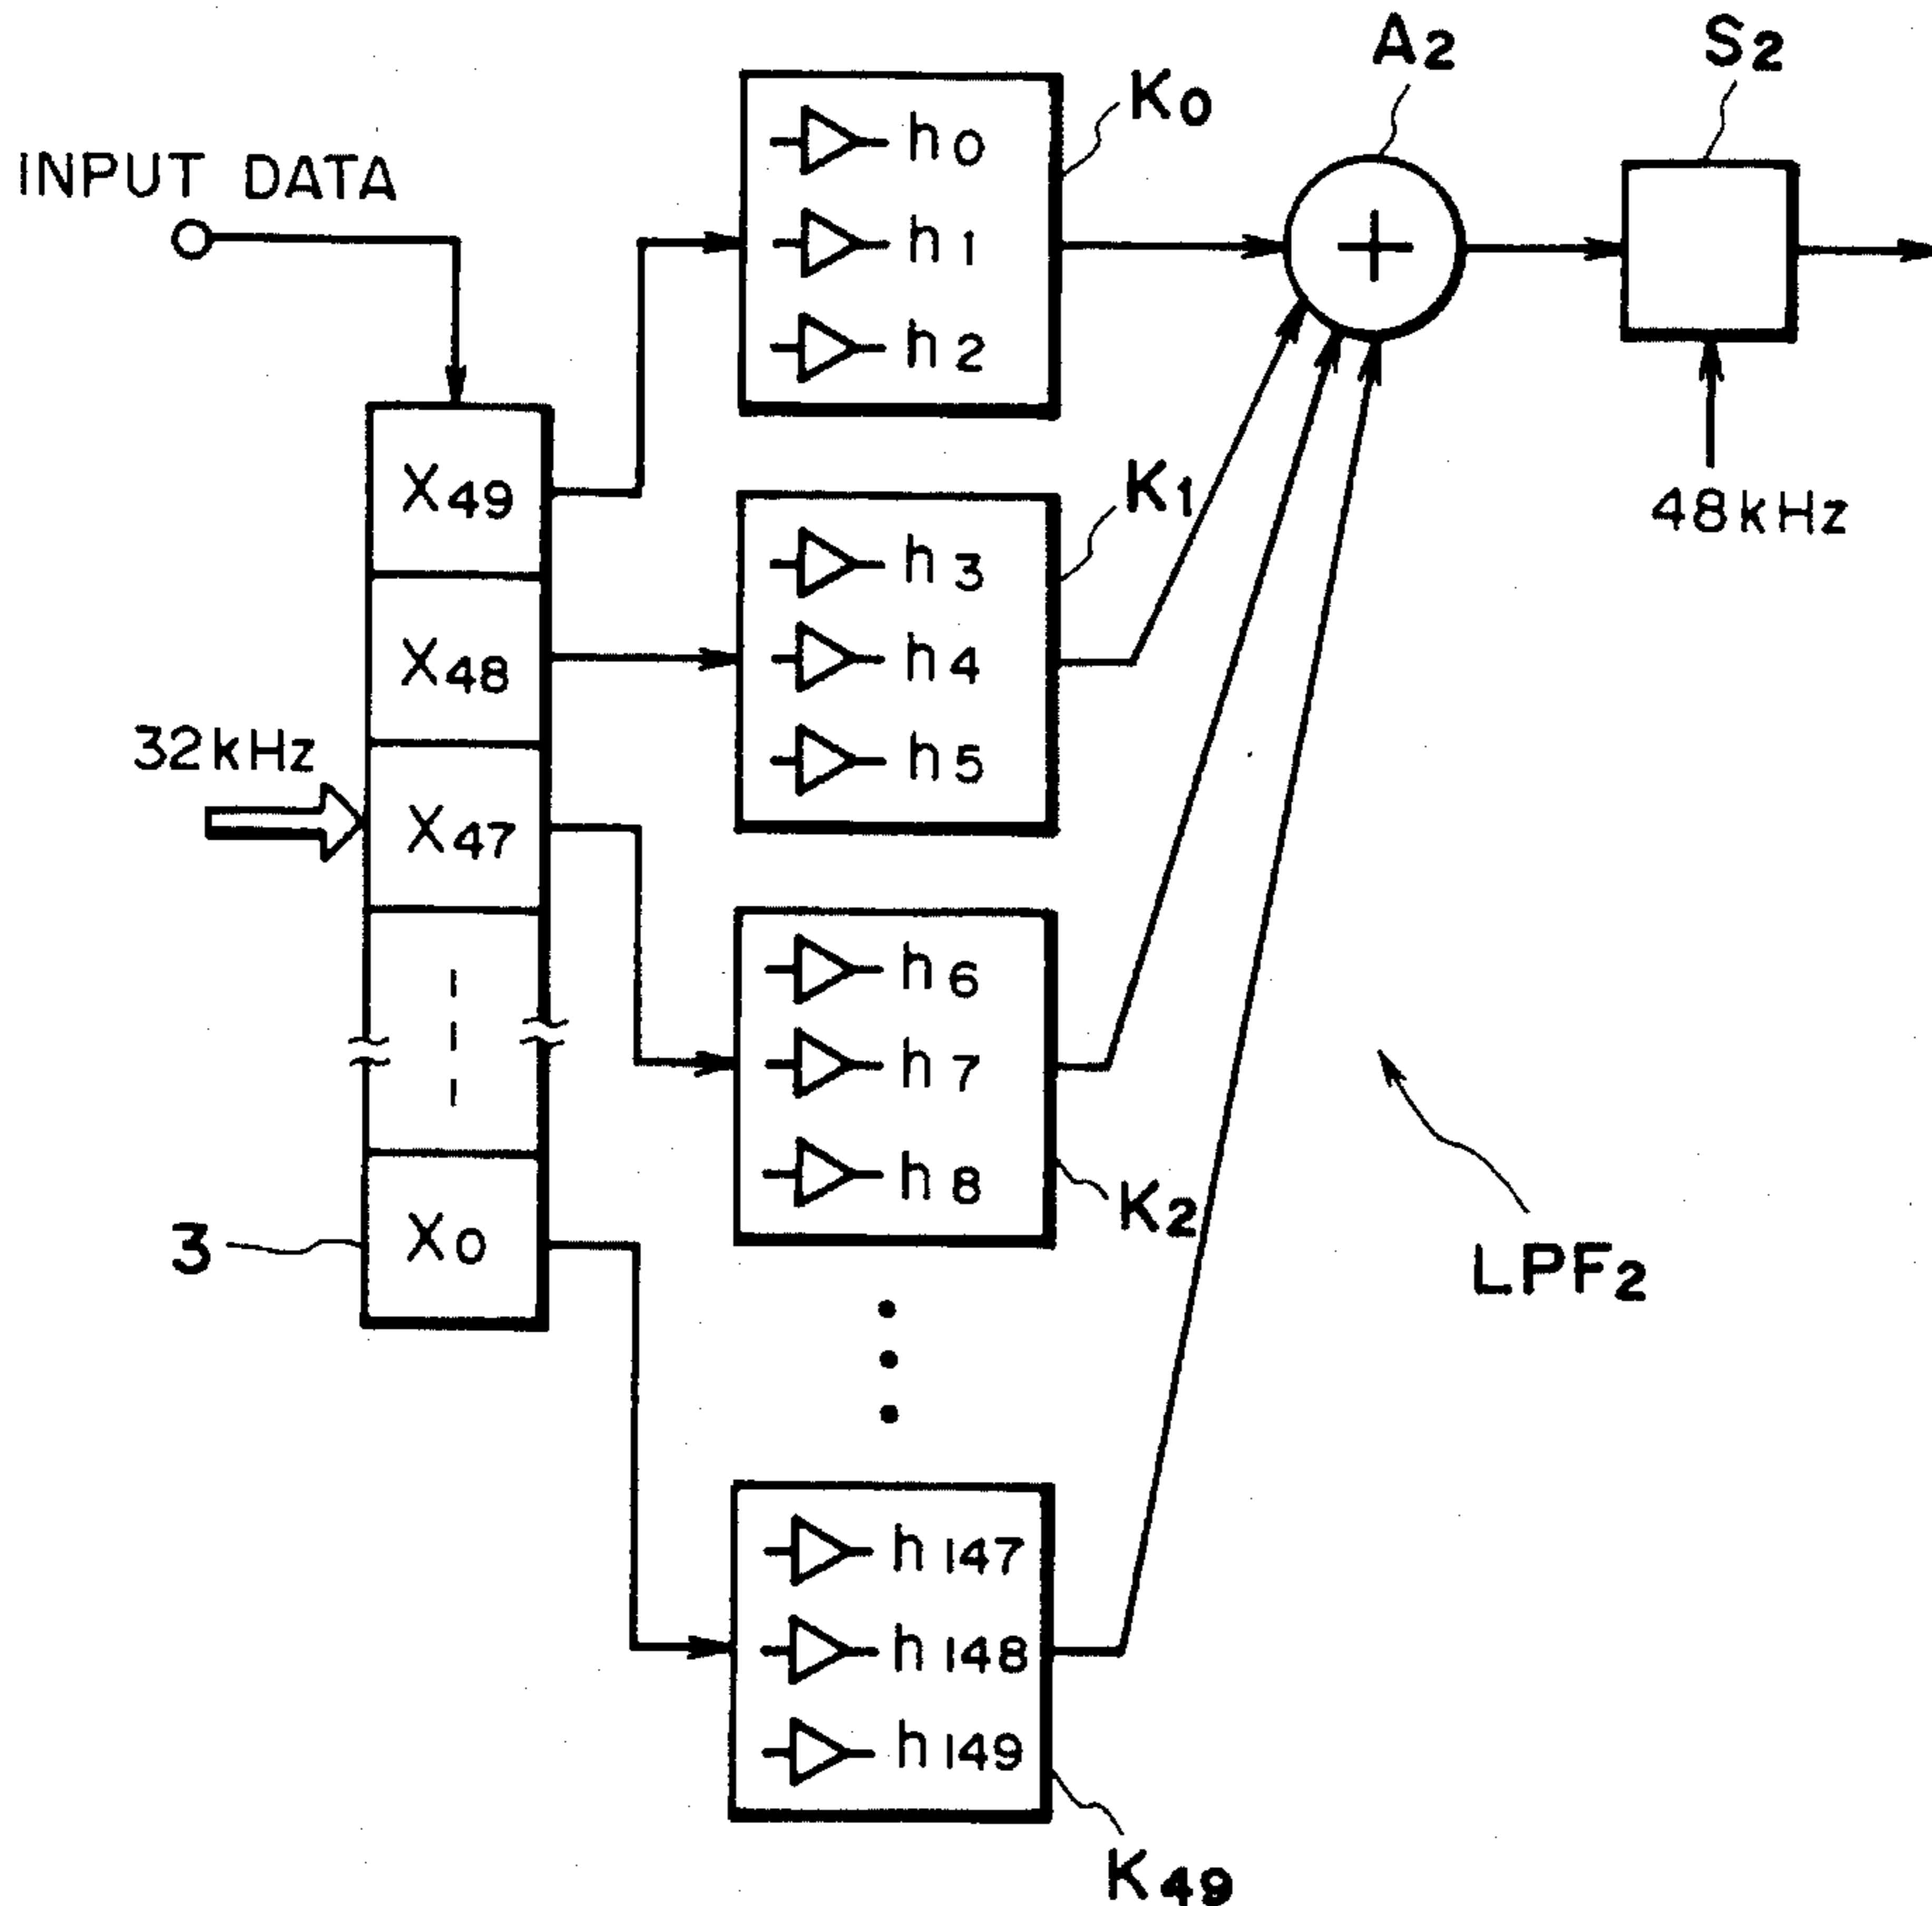 A2
S2
K0
INPUT DATA
h0
h1
h2
+
X49
X48
X47
X0
32kHz
3
K1
h3
h4
h5
48kHz
h6
h7
h8
K2
LPF2
h147
h148
h149
K49